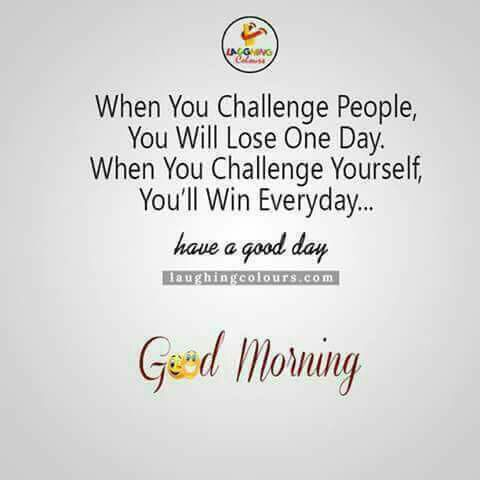 LAUGHING
Colours
When You Challenge People,
You Will Lose One Day.
When You Challenge Yourself,
You'll Win Everyday...
have a good day
laughingcolours.com
Good Morning